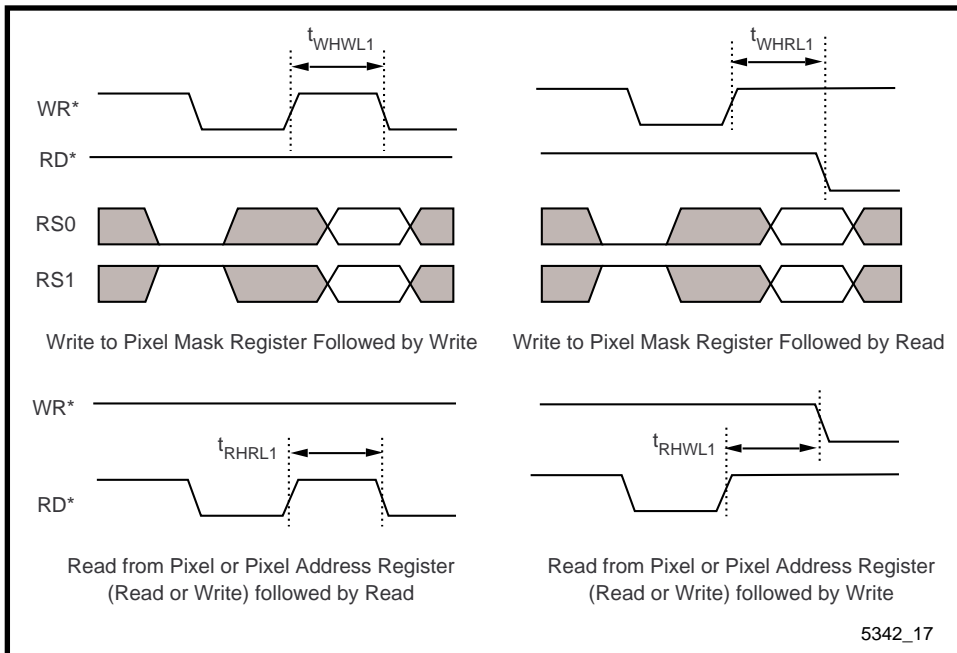 tWHWL1
tWHRL1
WR*
RD*
RS0
RS1
Write to Pixel Mask Register Followed by Write
Write to Pixel Mask Register Followed by Read
WR*
tRHRL1
tRHWL1
RD*
Read from Pixel or Pixel Address Register
(Read or Write) followed by Read
Read from Pixel or Pixel Address Register
(Read or Write) followed by Write
5342_17